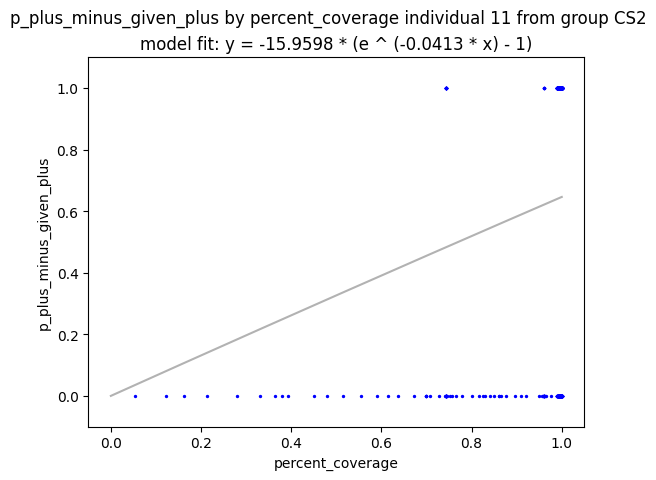 p_plus_minus_given_plus by percent_coverage individual 11 from group CS2
model fit: y = -15.9598 * (e ^ (-0.0413 * x) - 1)
1.0
0.8
0.6
0.4
0.2
0.0
p_plus_minus_given_plus
0.0 0.2 0.4 0.6 0.8 1.0
percent_coverage